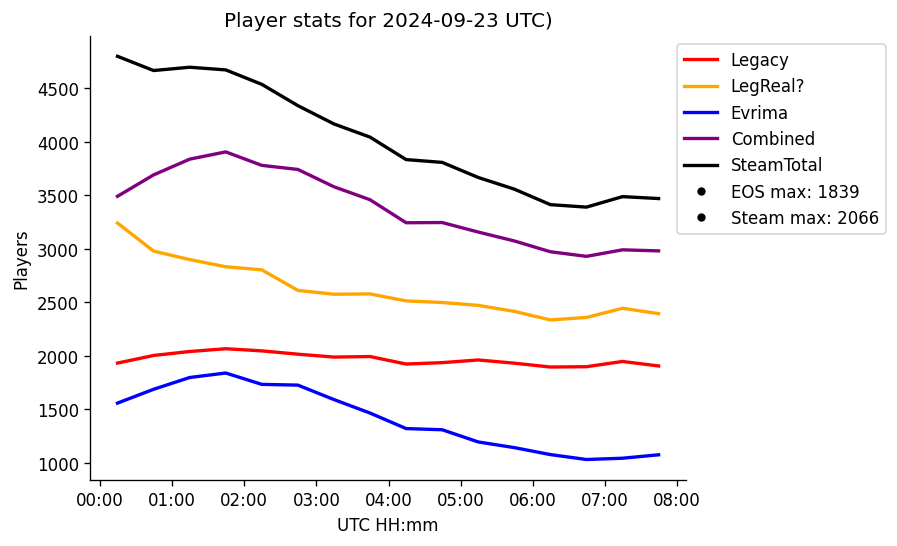 Player stats for 2024-09-23 UTC)
Legacy
LegReal?
Evrima
Combined
SteamTotal
EOS max: 1839
Steam max: 2066
Players
4500
4000
3500
3000
2500
2000
1500
1000
00:00 01:00 02:00 03:00 04:00 05:00 06:00 07:00 08:00
UTC HH:mm